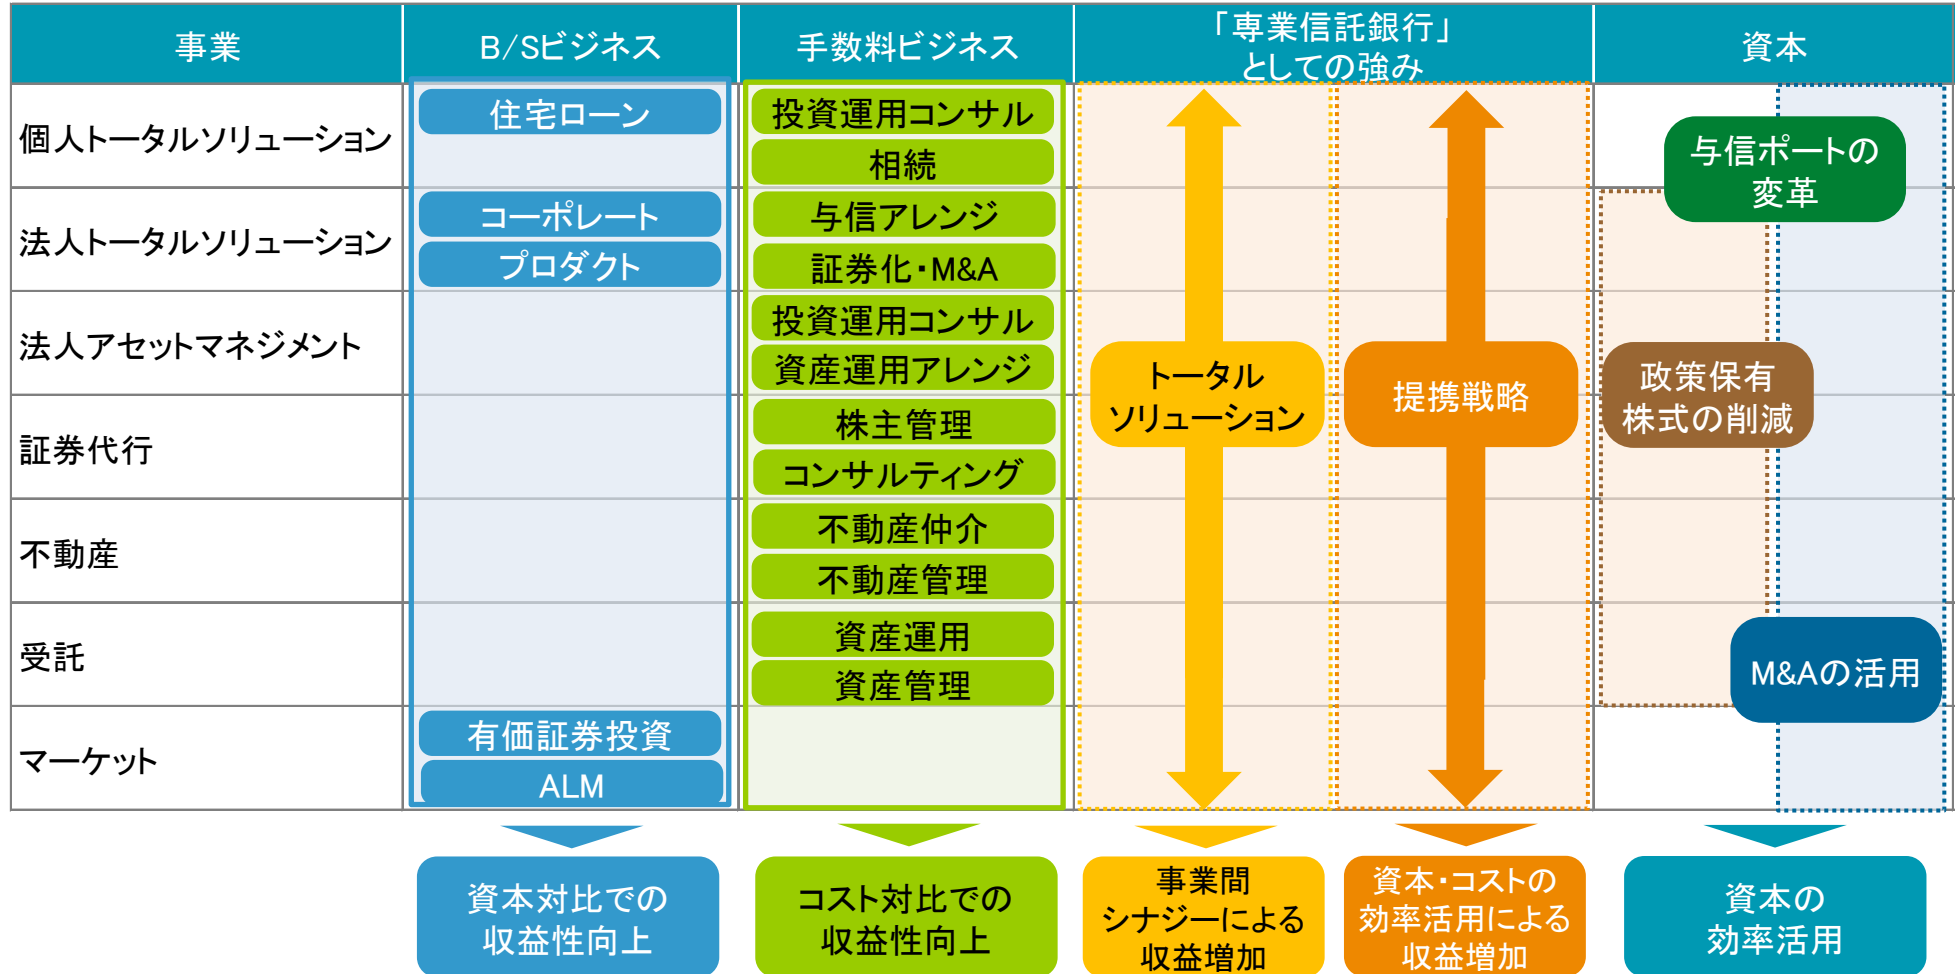 事業
B/Sビジネス
手数料ビジネス
「専業信託銀行」
としての強み
資本
個人トータルソリューション
住宅ローン
投資運用コンサル
相続
与信ポートの
変革
法人トータルソリューション
コーポレート
プロダクト
与信アレンジ
証券化・M&A
法人アセットマネジメント
投資運用コンサル
資産運用アレンジ
トータル
ソリューション
提携戦略
政策保有
株式の削減
証券代行
株主管理
コンサルティング
不動産
不動産仲介
不動産管理
受託
資産運用
資産管理
M&Aの活用
マーケット
有価証券投資
ALM
資本対比での
収益性向上
コスト対比での
収益性向上
事業間
シナジーによる
収益増加
資本・コストの
効率活用による
収益増加
資本の
効率活用